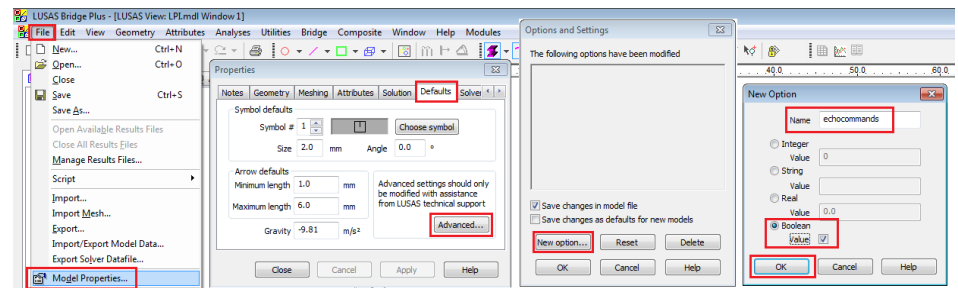 LUSAS Bridge Plus - [LUSAS View: LPI.mdl Window 1]
File Edit View Geometry Attributes Analyses Utilities Bridge Composite Window Help Modules
New... Ctrl+N
Open... Ctrl+O
Close
Save Ctrl+S
Save As...
Open Available Results Files
Close All Results Files
Manage Results Files...
Script
Import...
Import Mesh...
Export...
Import/Export Model Data...
Export Solver Datafile...
Model Properties...
Properties
Notes Geometry Meshing Attributes Solution Defaults Solver
Symbol defaults
Symbol # 1 Choose symbol
Size 2.0 mm Angle 0.0 °
Arrow defaults
Minimum length 1.0 mm
Maximum length 6.0 mm
Gravity -9.81 m/s²
Advanced settings should only
be modified with assistance
from LUSAS technical support
Advanced...
Close Cancel Apply Help
Options and Settings
The following options have been modified
Save changes in model file
Save changes as defaults for new models
New option... Reset Delete
OK Cancel Help
40.0 50.0 60.0
New Option
Name echocommands
Integer
Value 0
String
Value
Real
Value 0.0
Boolean
Value
OK Cancel Help